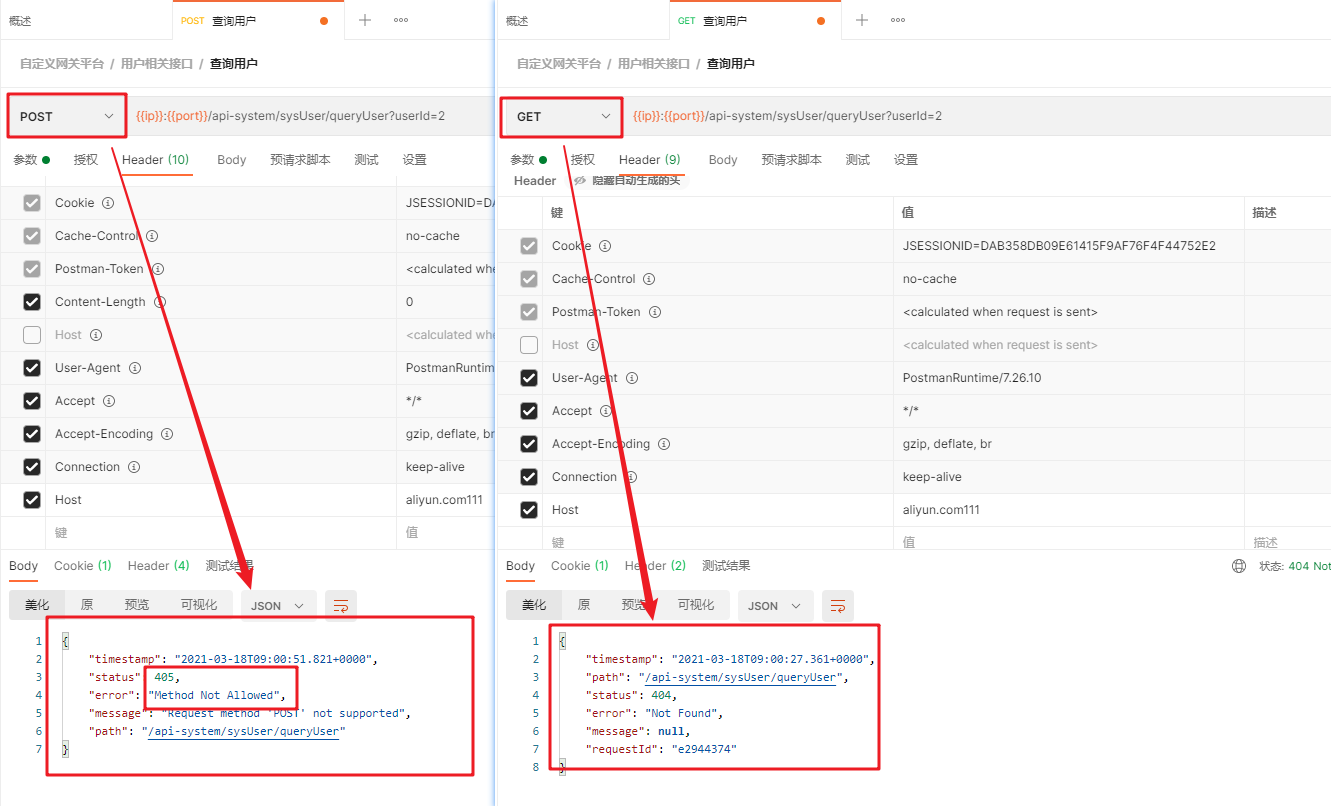 概述
POST 查询用户
自定义网关平台 / 用户相关接口 / 查询用户
POST
{{ip}}:{{port}}/api-system/sysUser/queryUser?userId=2
参数 授权 Header (10) Body 预请求脚本 测试 设置
Cookie JSESSIONID=DA
Cache-Control no-cache
Postman-Token <calculated whe
Content-Length 0
Host <calculated whe
User-Agent PostmanRuntim
Accept */*
Accept-Encoding gzip, deflate, br
Connection keep-alive
Host aliyun.com111
键 值
Body Cookie (1) Header (4) 测试结果
美化 原 预览 可视化 JSON
1 {
2 "timestamp": "2021-03-18T09:00:51.821+0000",
3 "status": 405,
4 "error": "Method Not Allowed",
5 "message": "Request method 'POST' not supported",
6 "path": "/api-system/sysUser/queryUser"
7 }
概述
GET 查询用户
自定义网关平台 / 用户相关接口 / 查询用户
GET
{{ip}}:{{port}}/api-system/sysUser/queryUser?userId=2
参数 授权 Header (9) Body 预请求脚本 测试 设置
Header 隐藏自动生成的头
键 值 描述
Cookie JSESSIONID=DAB358DB09E61415F9AF76F4F44752E2
Cache-Control no-cache
Postman-Token <calculated when request is sent>
Host <calculated when request is sent>
User-Agent PostmanRuntime/7.26.10
Accept */*
Accept-Encoding gzip, deflate, br
Connection keep-alive
Host aliyun.com111
键 值 描述
Body Cookie (1) Header (2) 测试结果 状态: 404 Not
美化 原 预览 可视化 JSON
1 {
2 "timestamp": "2021-03-18T09:00:27.361+0000",
3 "path": "/api-system/sysUser/queryUser",
4 "status": 404,
5 "error": "Not Found",
6 "message": null,
7 "requestId": "e2944374"
8 }